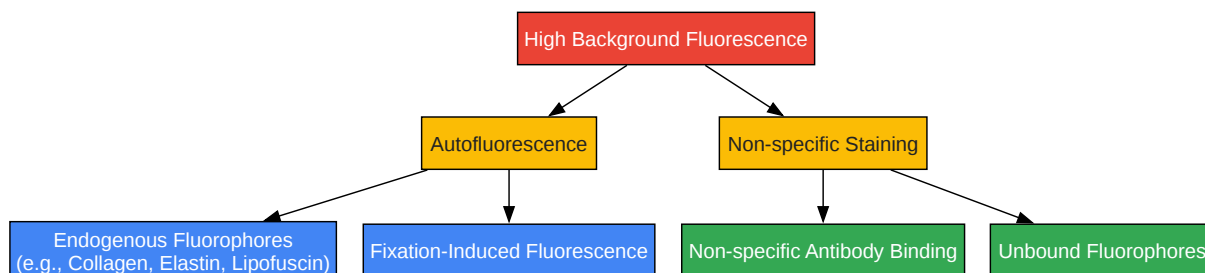 High Background Fluorescence
Autofluorescence
Non-specific Staining
Endogenous Fluorophores
(e.g., Collagen, Elastin, Lipofuscin)
Fixation-Induced Fluorescence
Non-specific Antibody Binding
Unbound Fluorophores